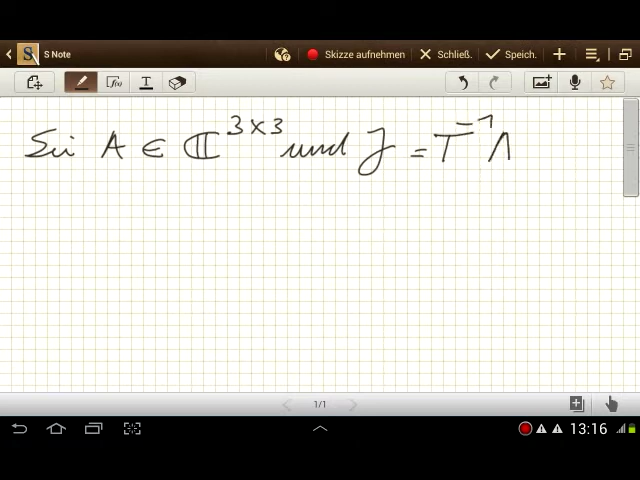 S Note
Skizze aufnehmen
Schließ.
Speich.
f(x)
T
Sei A ∈ ℂ^{3×3} und J = T^{-1} Λ
1/1
13:16